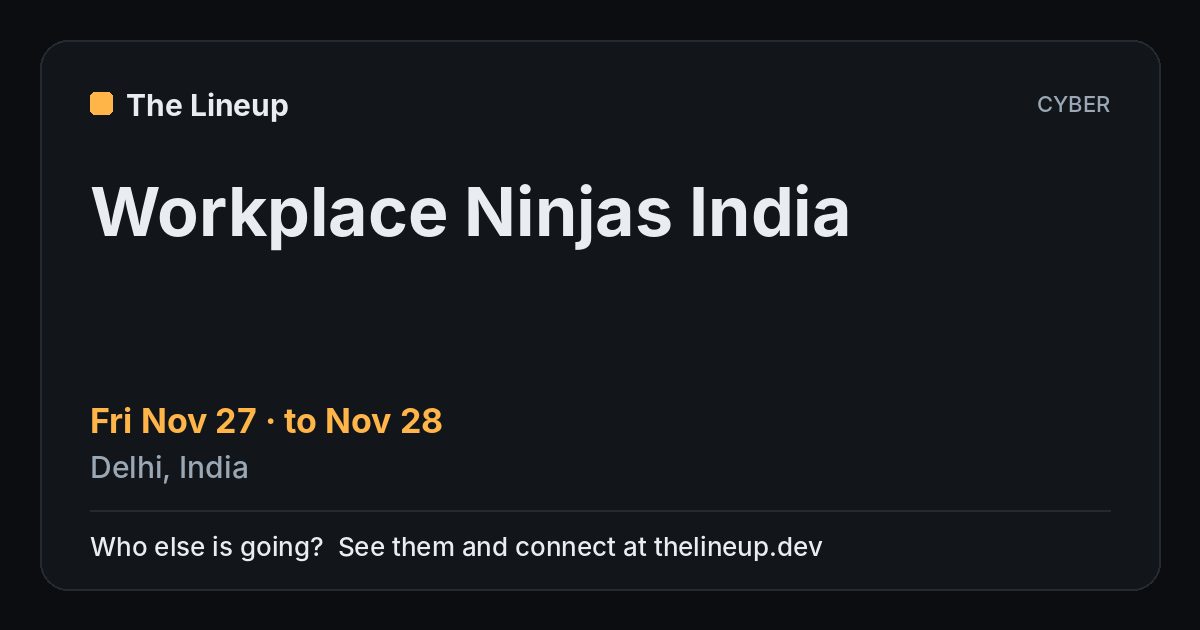 The Lineup
CYBER
Workplace Ninjas India
Fri Nov 27 · to Nov 28
Delhi, India
Who else is going?  See them and connect at thelineup.dev